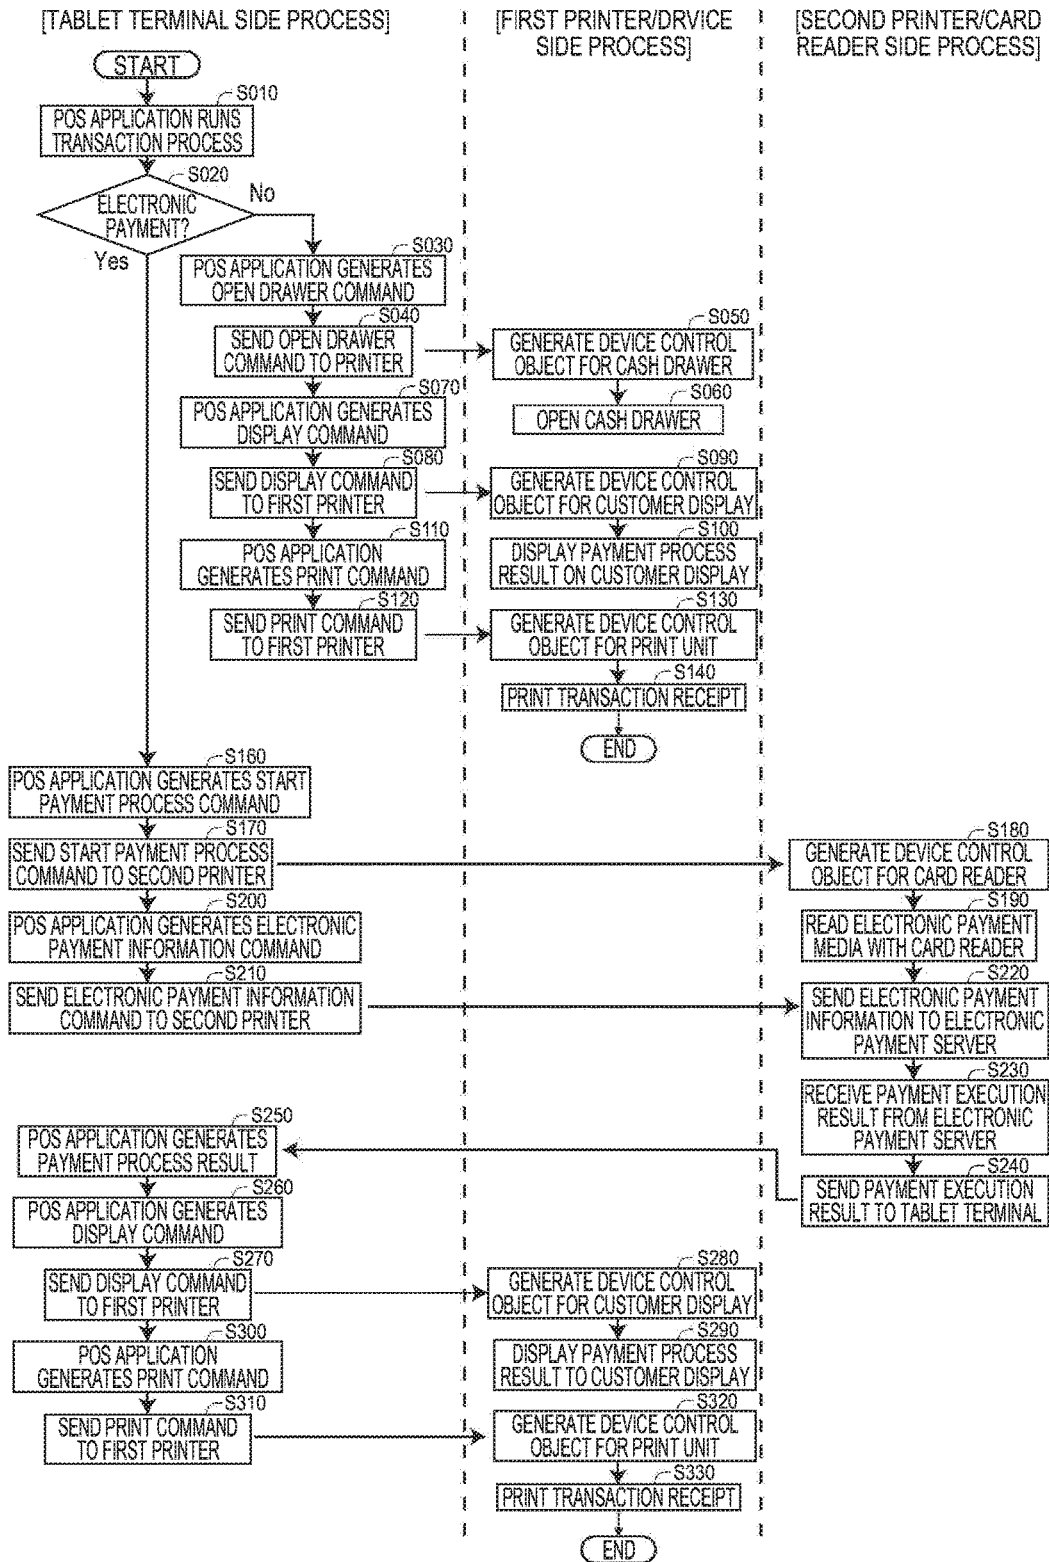 [TABLET TERMINAL SIDE PROCESS]
[FIRST PRINTER/DRVICE
SIDE PROCESS]
[SECOND PRINTER/CARD
READER SIDE PROCESS]
START
S010
POS APPLICATION RUNS
TRANSACTION PROCESS
S020
ELECTRONIC
PAYMENT?
No
Yes
S030
POS APPLICATION GENERATES
OPEN DRAWER COMMAND
S040
SEND OPEN DRAWER
COMMAND TO PRINTER
S050
GENERATE DEVICE CONTROL
OBJECT FOR CASH DRAWER
S060
OPEN CASH DRAWER
S070
POS APPLICATION GENERATES
DISPLAY COMMAND
S080
SEND DISPLAY COMMAND
TO FIRST PRINTER
S090
GENERATE DEVICE CONTROL
OBJECT FOR CUSTOMER DISPLAY
S100
DISPLAY PAYMENT PROCESS
RESULT ON CUSTOMER DISPLAY
S110
POS APPLICATION
GENERATES PRINT COMMAND
S120
SEND PRINT COMMAND
TO FIRST PRINTER
S130
GENERATE DEVICE CONTROL
OBJECT FOR PRINT UNIT
S140
PRINT TRANSACTION RECEIPT
END
S160
POS APPLICATION GENERATES START
PAYMENT PROCESS COMMAND
S170
SEND START PAYMENT PROCESS
COMMAND TO SECOND PRINTER
S180
GENERATE DEVICE CONTROL
OBJECT FOR CARD READER
S190
READ ELECTRONIC PAYMENT
MEDIA WITH CARD READER
S200
POS APPLICATION GENERATES ELECTRONIC
PAYMENT INFORMATION COMMAND
S210
SEND ELECTRONIC PAYMENT INFORMATION
COMMAND TO SECOND PRINTER
S220
SEND ELECTRONIC PAYMENT
INFORMATION TO ELECTRONIC
PAYMENT SERVER
S230
RECEIVE PAYMENT EXECUTION
RESULT FROM ELECTRONIC
PAYMENT SERVER
S240
SEND PAYMENT EXECUTION
RESULT TO TABLET TERMINAL
S250
POS APPLICATION GENERATES
PAYMENT PROCESS RESULT
S260
POS APPLICATION GENERATES
DISPLAY COMMAND
S270
SEND DISPLAY COMMAND
TO FIRST PRINTER
S280
GENERATE DEVICE CONTROL
OBJECT FOR CUSTOMER DISPLAY
S290
DISPLAY PAYMENT PROCESS
RESULT TO CUSTOMER DISPLAY
S300
POS APPLICATION
GENERATES PRINT COMMAND
S310
SEND PRINT COMMAND
TO FIRST PRINTER
S320
GENERATE DEVICE CONTROL
OBJECT FOR PRINT UNIT
S330
PRINT TRANSACTION RECEIPT
END